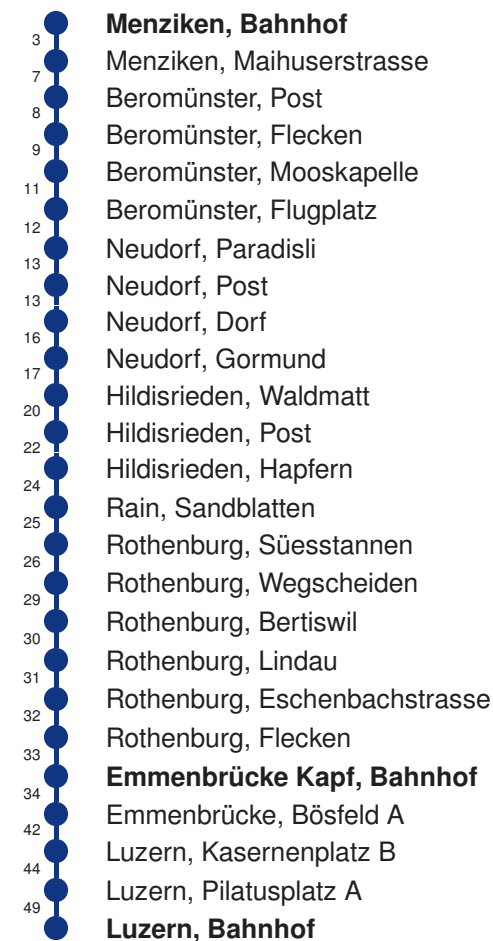 Menziken, Bahnhof
3
Menziken, Maihuserstrasse
7
Beromünster, Post
8
Beromünster, Flecken
9
Beromünster, Mooskapelle
11
Beromünster, Flugplatz
12
Neudorf, Paradisli
13
Neudorf, Post
13
Neudorf, Dorf
16
Neudorf, Gormund
17
Hildisrieden, Waldmatt
20
Hildisrieden, Post
22
Hildisrieden, Hapfern
24
Rain, Sandblatten
25
Rothenburg, Süesstannen
26
Rothenburg, Wegscheiden
29
Rothenburg, Bertiswil
30
Rothenburg, Lindau
31
Rothenburg, Eschenbachstrasse
32
Rothenburg, Flecken
33
Emmenbrücke Kapf, Bahnhof
34
Emmenbrücke, Bösfeld A
42
Luzern, Kasernenplatz B
44
Luzern, Pilatusplatz A
49
Luzern, Bahnhof